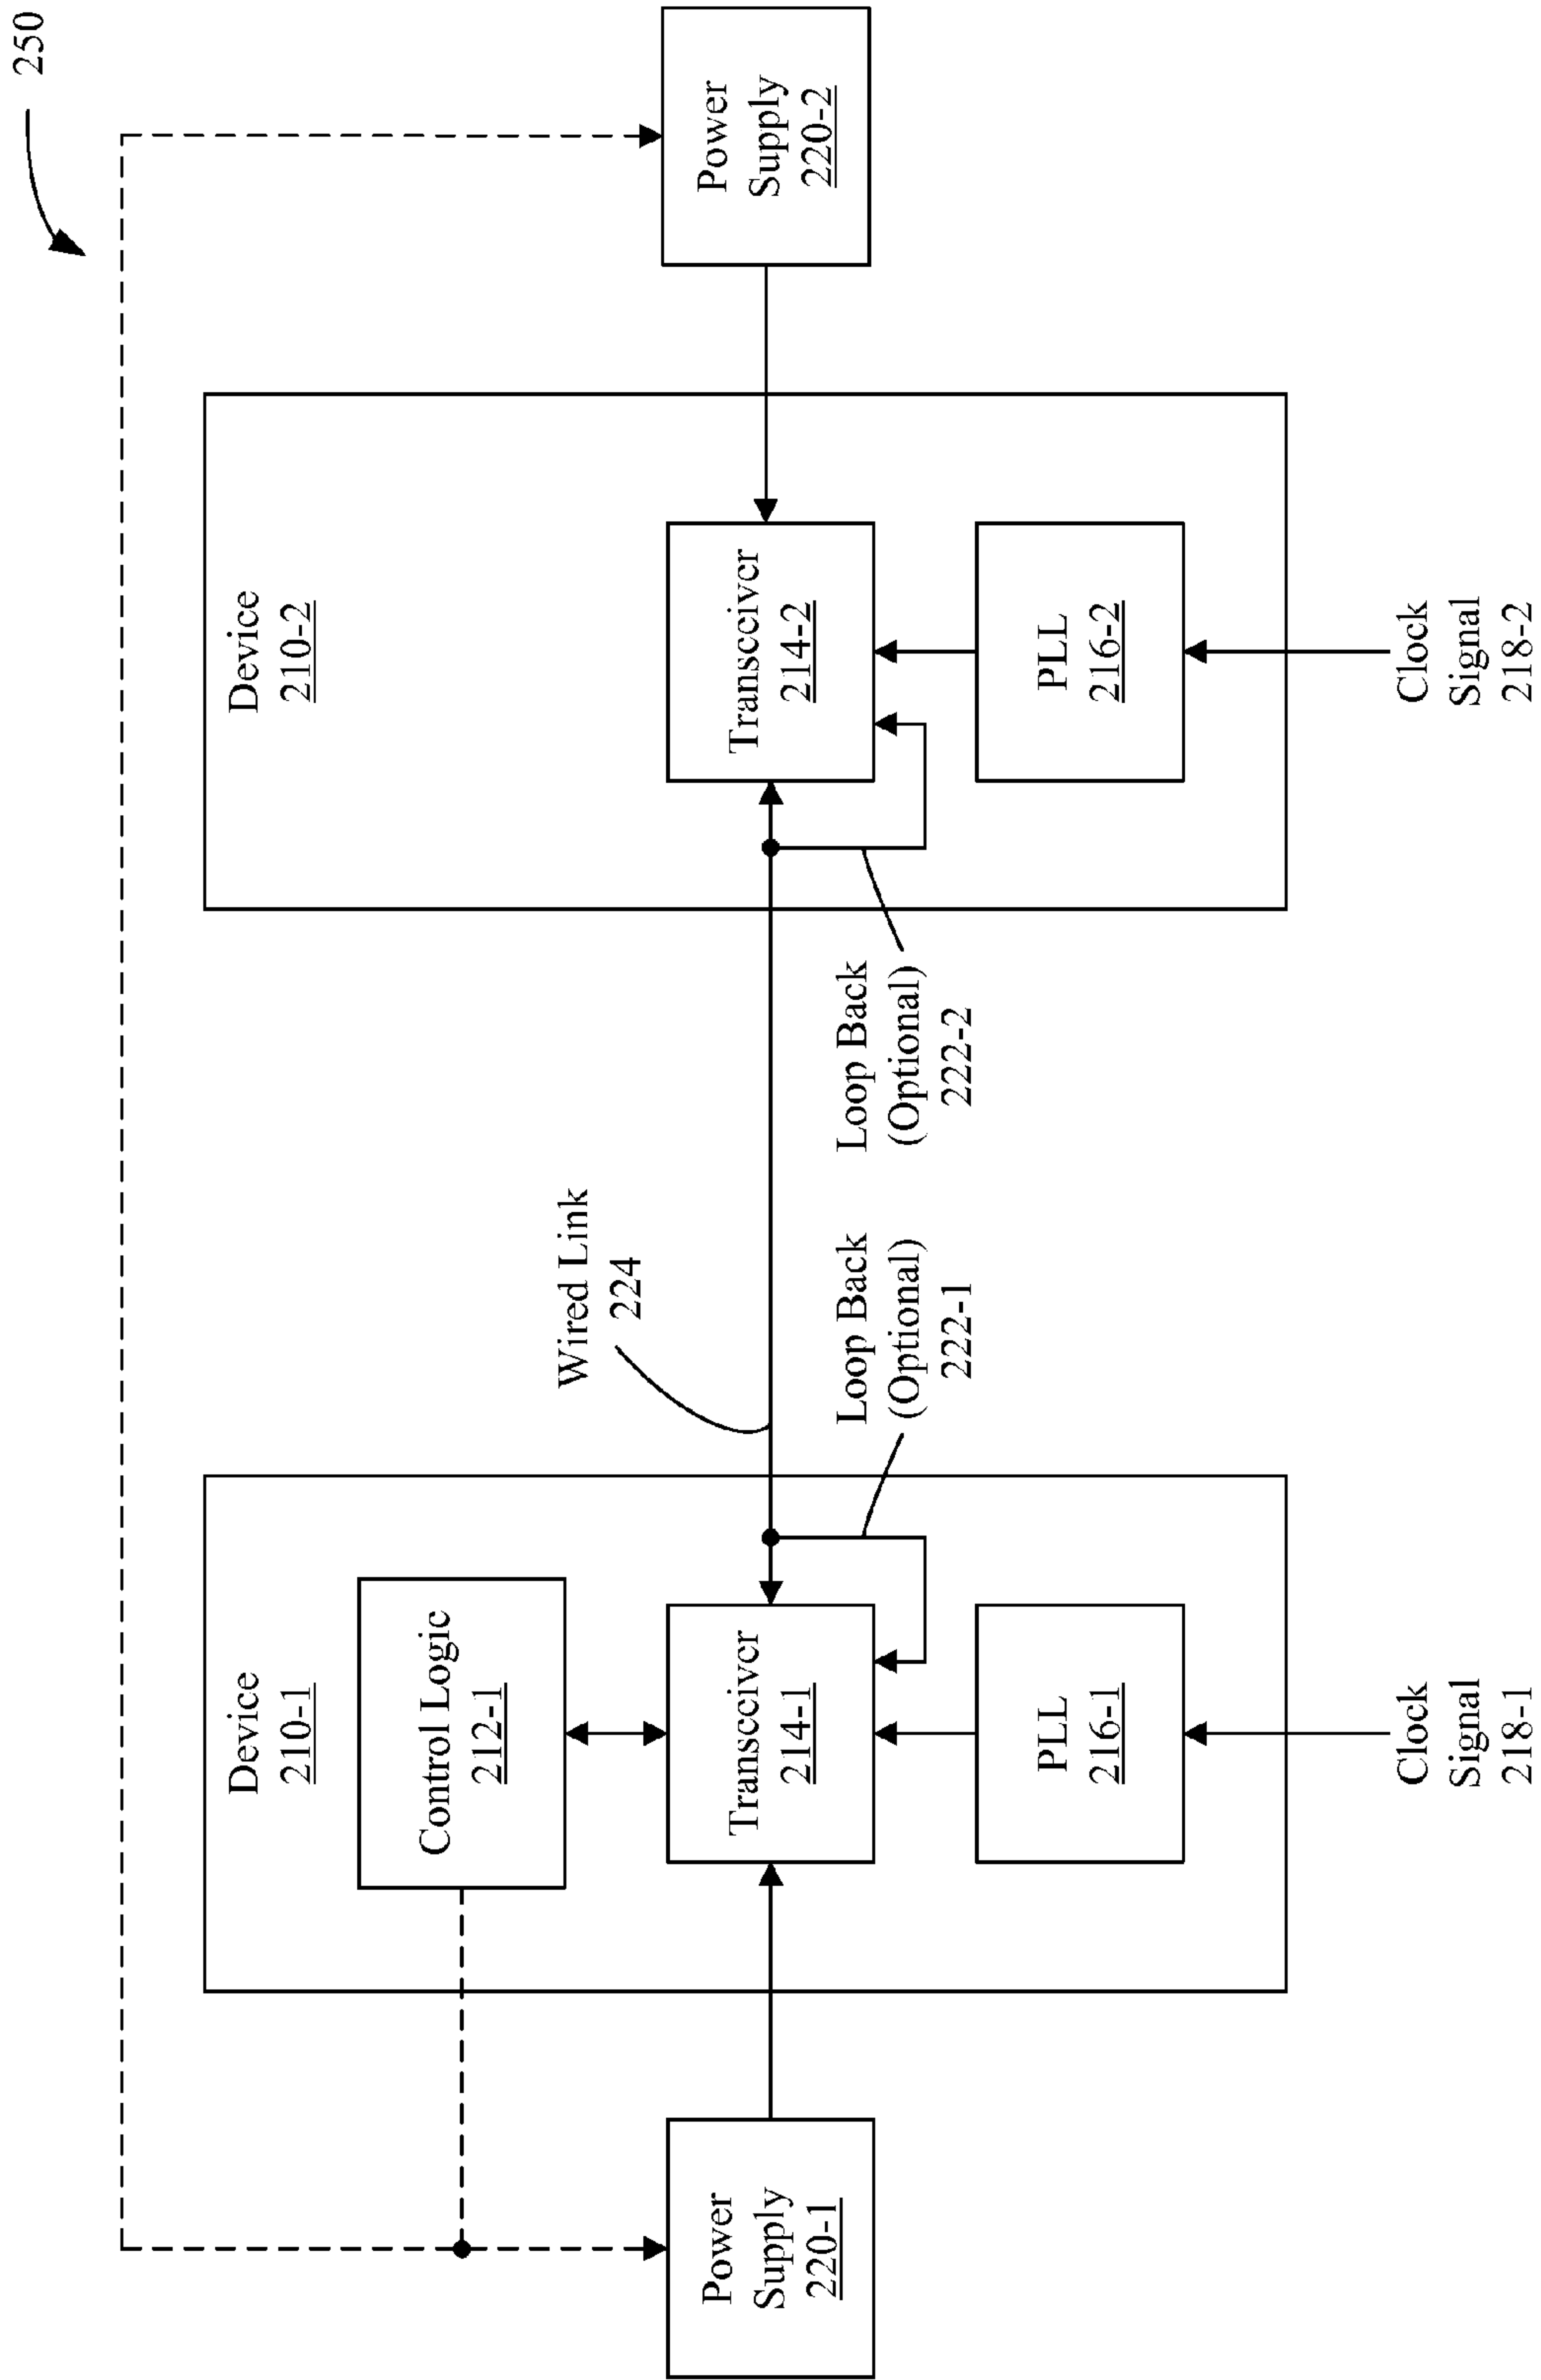 250
Device
210-1
Control Logic
212-1
Power
Supply
220-1
Transceiver
214-1
PLL
216-1
Clock
Signal
218-1
Wired Link
224
Loop Back
(Optional)
222-1
Loop Back
(Optional)
222-2
Device
210-2
Transceiver
214-2
PLL
216-2
Clock
Signal
218-2
Power
Supply
220-2